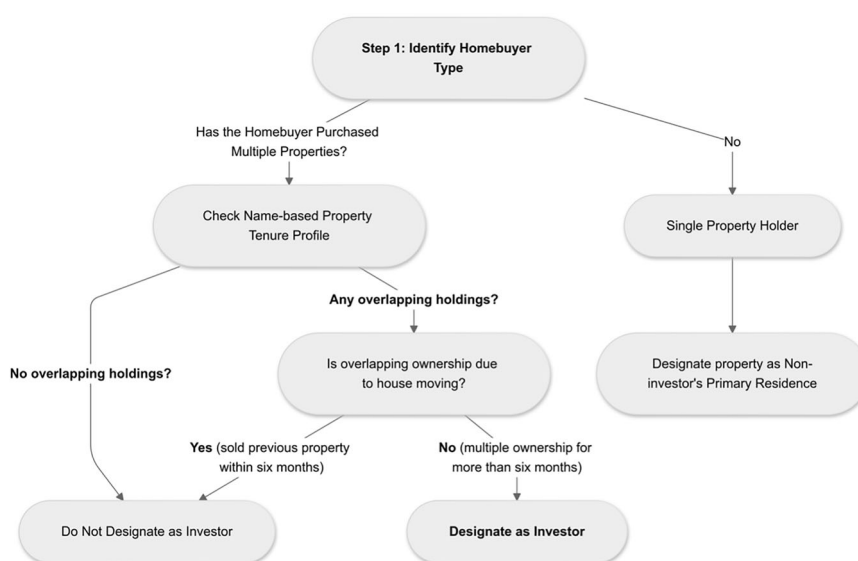 Step 1: Identify Homebuyer
Type
Has the Homebuyer Purchased
Multiple Properties?
No
Check Name-based Property
Tenure Profile
Single Property Holder
Any overlapping holdings?
No overlapping holdings?
Is overlapping ownership due
to house moving?
Designate property as Non-
investor's Primary Residence
Yes (sold previous property
within six months)
No (multiple ownership for
more than six months)
Do Not Designate as Investor
Designate as Investor